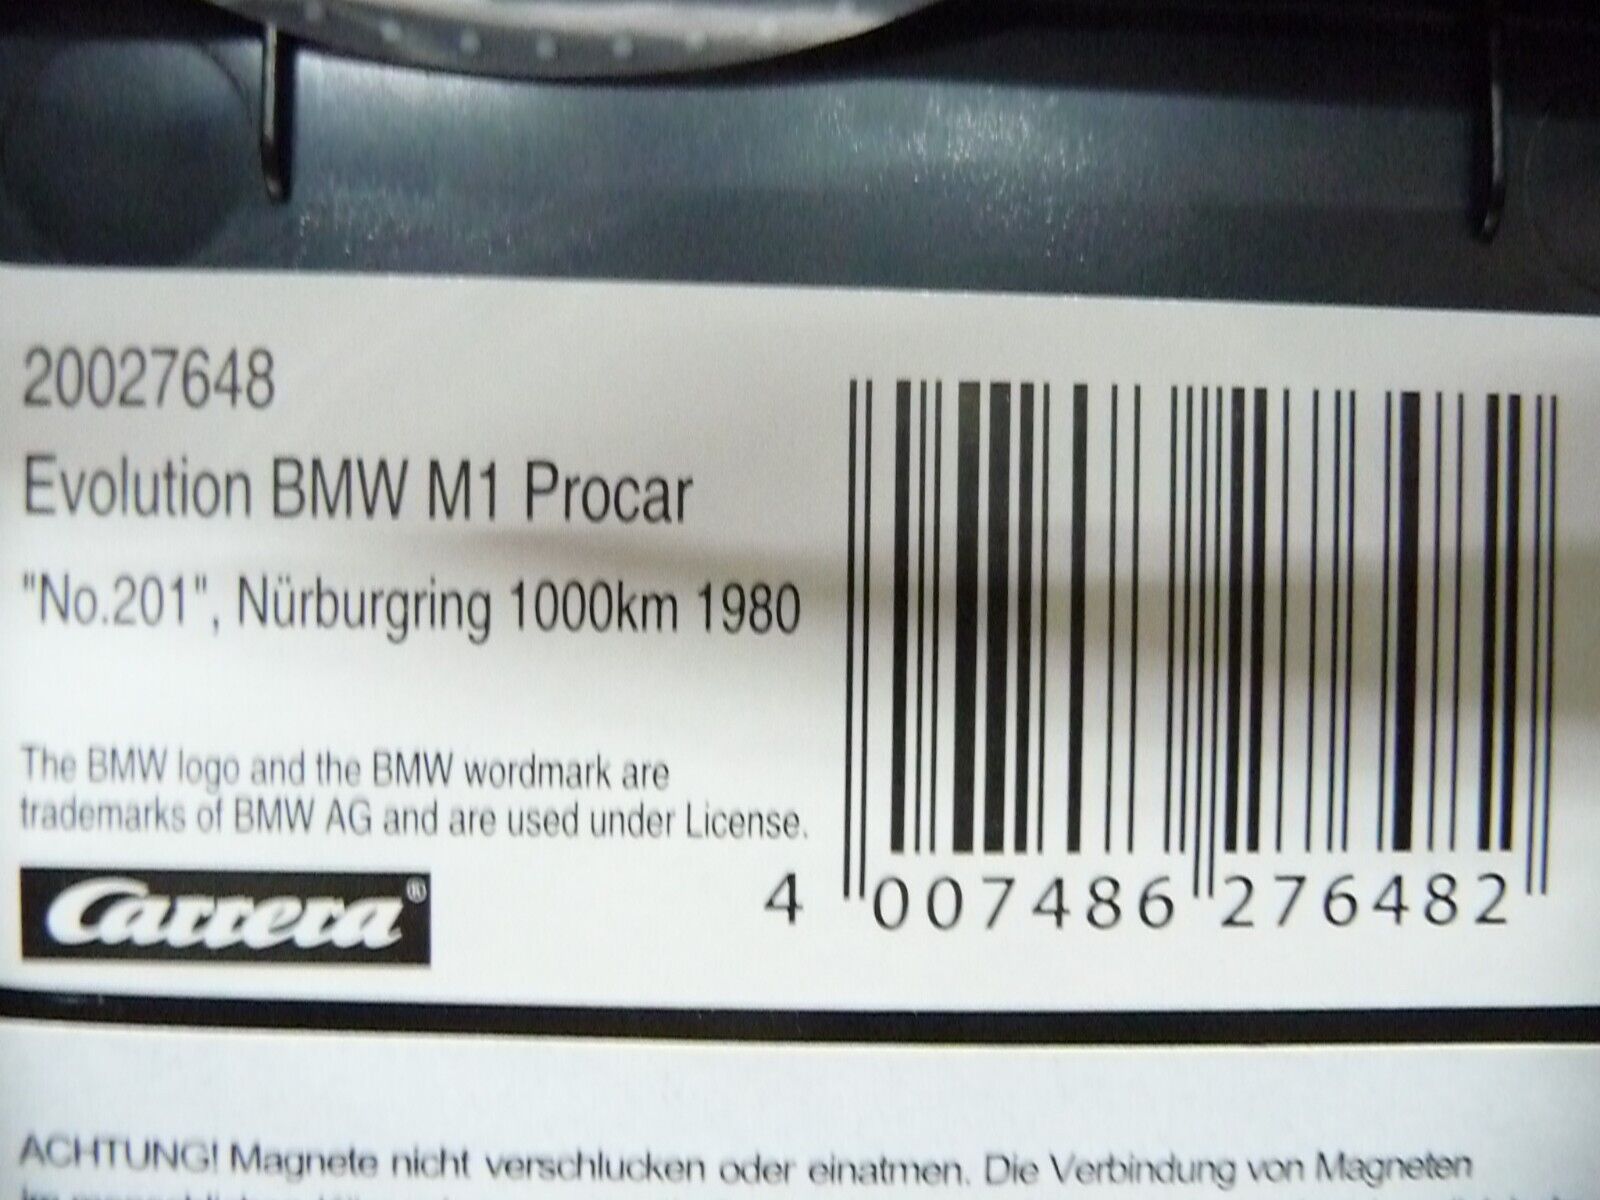 20027648
Evolution BMW M1 Procar
"No.201", Nürburgring 1000km 1980
The BMW logo and the BMW wordmark are
trademarks of BMW AG and are used under License.
Carrera®
4 007486 276482
ACHTUNG! Magnete nicht verschlucken oder einatmen. Die Verbindung von Magneten